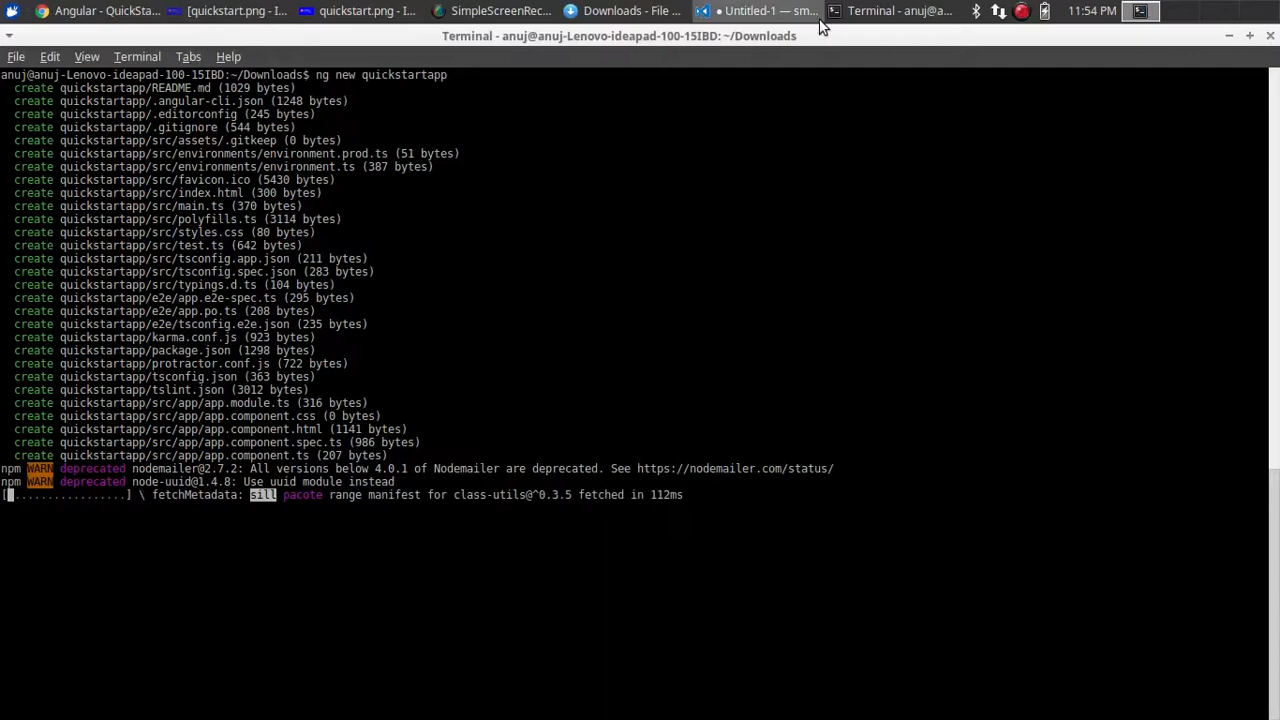 Angular - QuickSta... [quickstart.png - I... quickstart.png - I... SimpleScreenRec... Downloads - File ... ● Untitled-1 — sm... Terminal - anuj@a... 11:54 PM
Terminal - anuj@anuj-Lenovo-ideapad-100-15IBD: ~/Downloads
File Edit View Terminal Tabs Help
anuj@anuj-Lenovo-ideapad-100-15IBD:~/Downloads$ ng new quickstartapp
create quickstartapp/README.md (1029 bytes)
create quickstartapp/.angular-cli.json (1248 bytes)
create quickstartapp/.editorconfig (245 bytes)
create quickstartapp/.gitignore (544 bytes)
create quickstartapp/src/assets/.gitkeep (0 bytes)
create quickstartapp/src/environments/environment.prod.ts (51 bytes)
create quickstartapp/src/environments/environment.ts (387 bytes)
create quickstartapp/src/favicon.ico (5430 bytes)
create quickstartapp/src/index.html (300 bytes)
create quickstartapp/src/main.ts (370 bytes)
create quickstartapp/src/polyfills.ts (3114 bytes)
create quickstartapp/src/styles.css (80 bytes)
create quickstartapp/src/test.ts (642 bytes)
create quickstartapp/src/tsconfig.app.json (211 bytes)
create quickstartapp/src/tsconfig.spec.json (283 bytes)
create quickstartapp/src/typings.d.ts (104 bytes)
create quickstartapp/e2e/app.e2e-spec.ts (295 bytes)
create quickstartapp/e2e/app.po.ts (208 bytes)
create quickstartapp/e2e/tsconfig.e2e.json (235 bytes)
create quickstartapp/karma.conf.js (923 bytes)
create quickstartapp/package.json (1298 bytes)
create quickstartapp/protractor.conf.js (722 bytes)
create quickstartapp/tsconfig.json (363 bytes)
create quickstartapp/tslint.json (3012 bytes)
create quickstartapp/src/app/app.module.ts (316 bytes)
create quickstartapp/src/app/app.component.css (0 bytes)
create quickstartapp/src/app/app.component.html (1141 bytes)
create quickstartapp/src/app/app.component.spec.ts (986 bytes)
create quickstartapp/src/app/app.component.ts (207 bytes)
npm WARN deprecated nodemailer@2.7.2: All versions below 4.0.1 of Nodemailer are deprecated. See https://nodemailer.com/status/
npm WARN deprecated node-uuid@1.4.8: Use uuid module instead
[ .................] \ fetchMetadata: sill pacote range manifest for class-utils@^0.3.5 fetched in 112ms